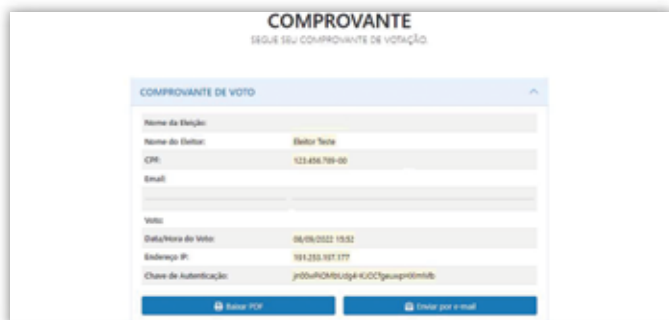 COMPROVANTE
SEGUE SEU COMPROVANTE DE VOTAÇÃO.
COMPROVANTE DE VOTO
Nome da Eleição:
Nome do Eleitor: Eleitor Teste
CPF: 123.456.789-00
Email:
Voto:
Data/Hora do Voto: 08/09/2022 15:52
Endereço IP:
Chave de Autenticação:
Baixar PDF Enviar por e-mail